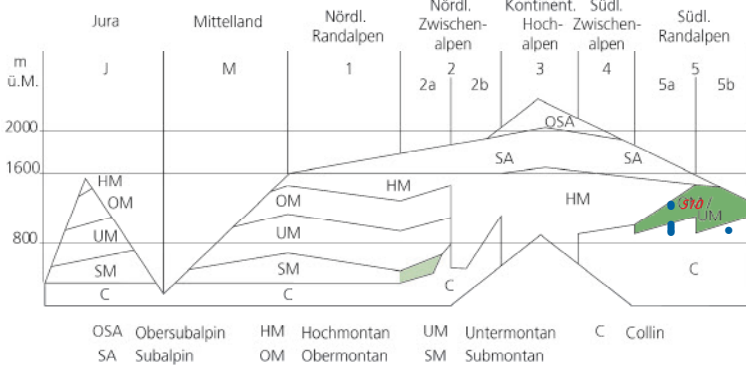 Jura Mittelland Nördl. Randalpen Nördl. Zwischen- alpen Kontinent. Hoch- alpen Südl. Zwischen- alpen Südl. Randalpen
m ü.M. J M 1 2 3 4 5
2a 2b 5a 5b
2000
1600
800
OSA
SA SA
HM HM HM
OM OM
UM UM UM
SM SM
C C C C
OSA Obersubalpin HM Hochmontan UM Untermontan C Collin
SA Subalpin OM Obermontan SM Submontan